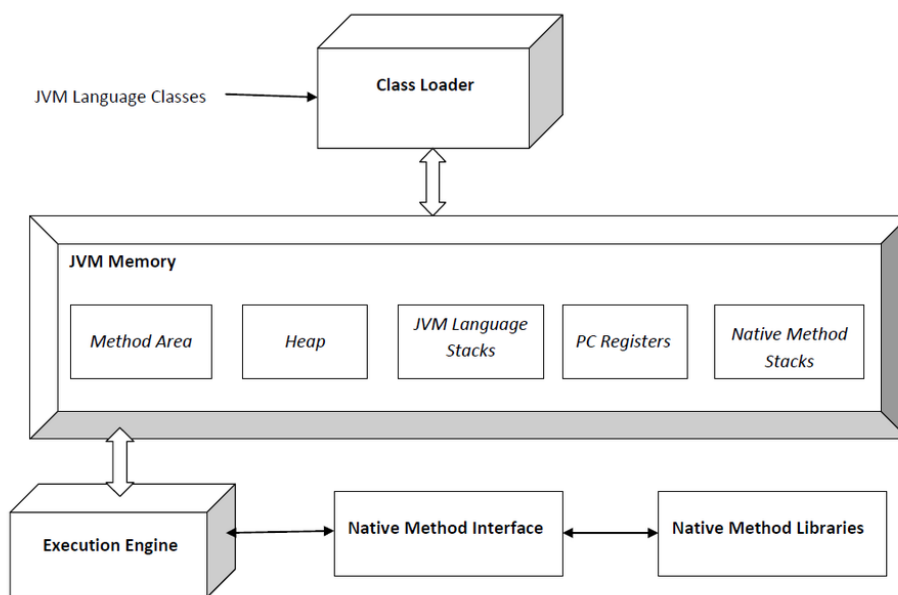 Class Loader
JVM Language Classes
JVM Memory
Method Area
Heap
JVM Language
Stacks
PC Registers
Native Method
Stacks
Execution Engine
Native Method Interface
Native Method Libraries